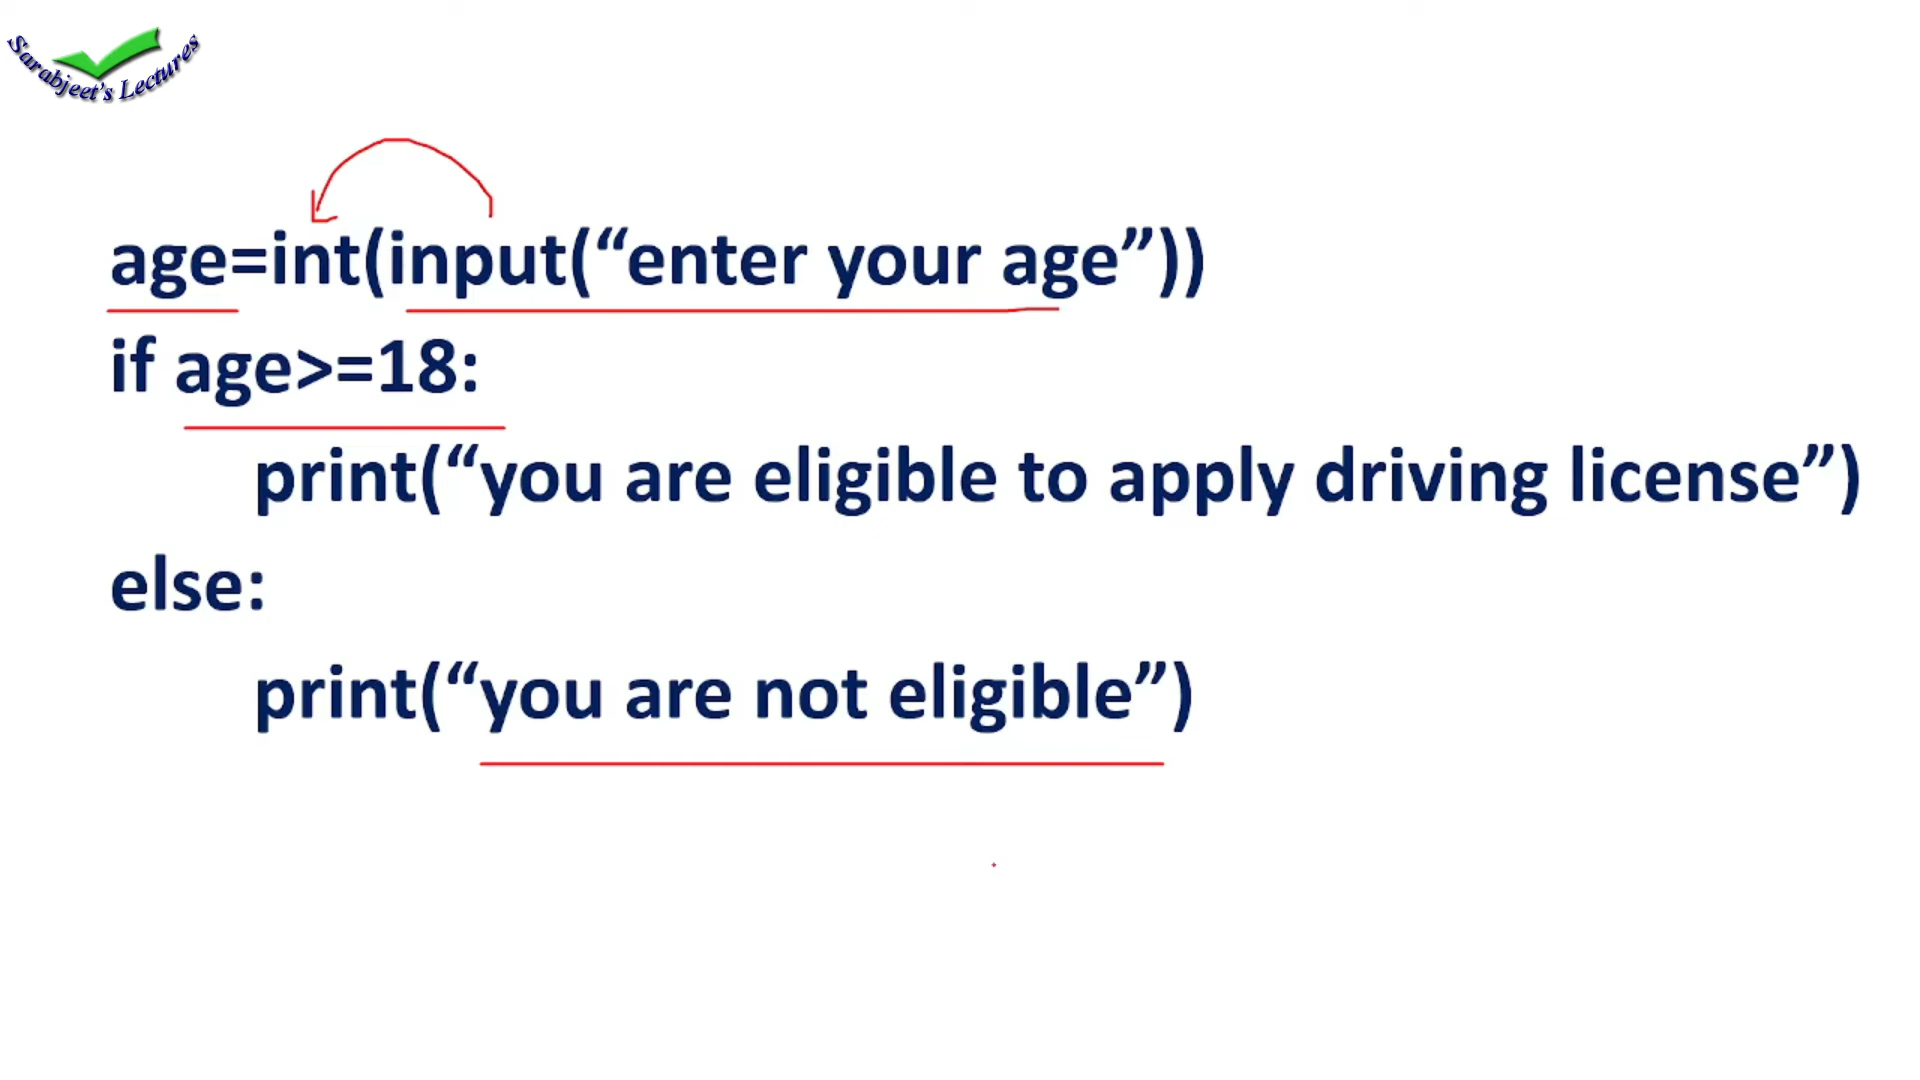 Sarabjeet's Lectures
age=int(input(“enter your age”))
if age>=18:
print(“you are eligible to apply driving license”)
else:
print(“you are not eligible”)